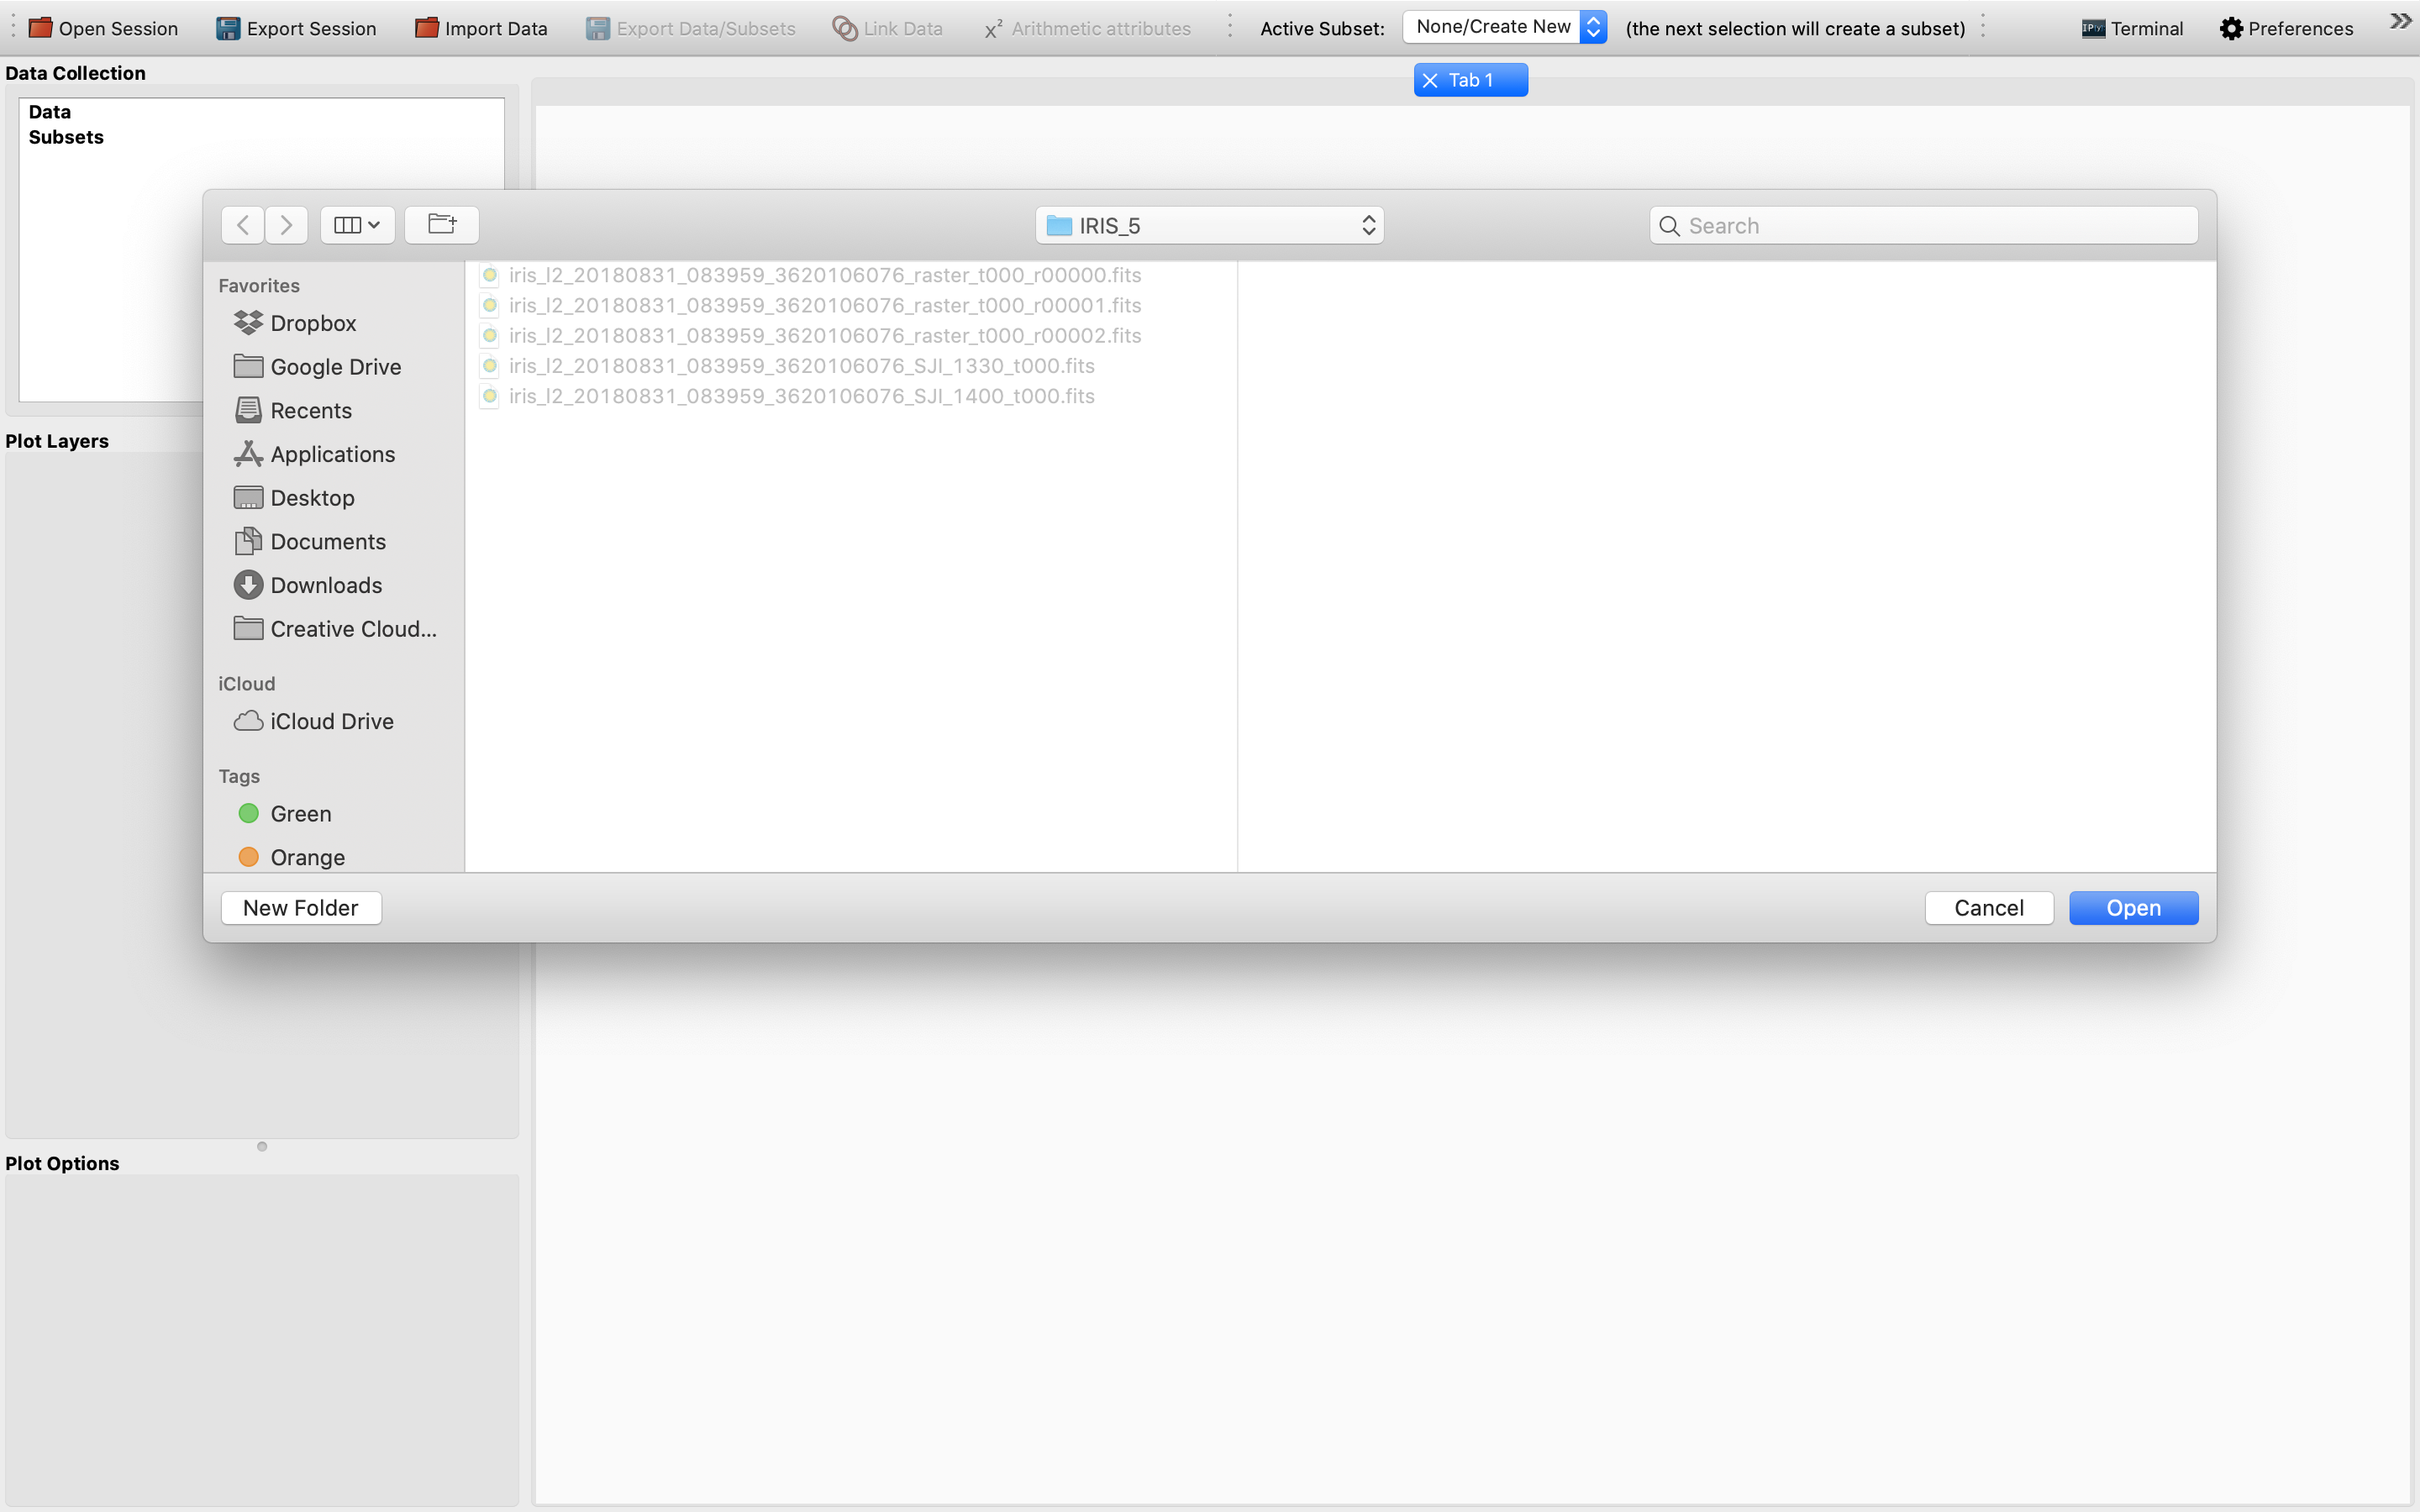 Open Session Export Session Import Data Export Data/Subsets Link Data x² Arithmetic attributes Active Subset: None/Create New (the next selection will create a subset) Terminal Preferences
Data Collection
Tab 1
Data
Subsets
IRIS_5
Search
Favorites
Dropbox
Google Drive
Recents
Applications
Desktop
Documents
Downloads
Creative Cloud...
iCloud
iCloud Drive
Tags
Green
Orange
iris_l2_20180831_083959_3620106076_raster_t000_r00000.fits
iris_l2_20180831_083959_3620106076_raster_t000_r00001.fits
iris_l2_20180831_083959_3620106076_raster_t000_r00002.fits
iris_l2_20180831_083959_3620106076_SJI_1330_t000.fits
iris_l2_20180831_083959_3620106076_SJI_1400_t000.fits
New Folder Cancel Open
Plot Layers
Plot Options